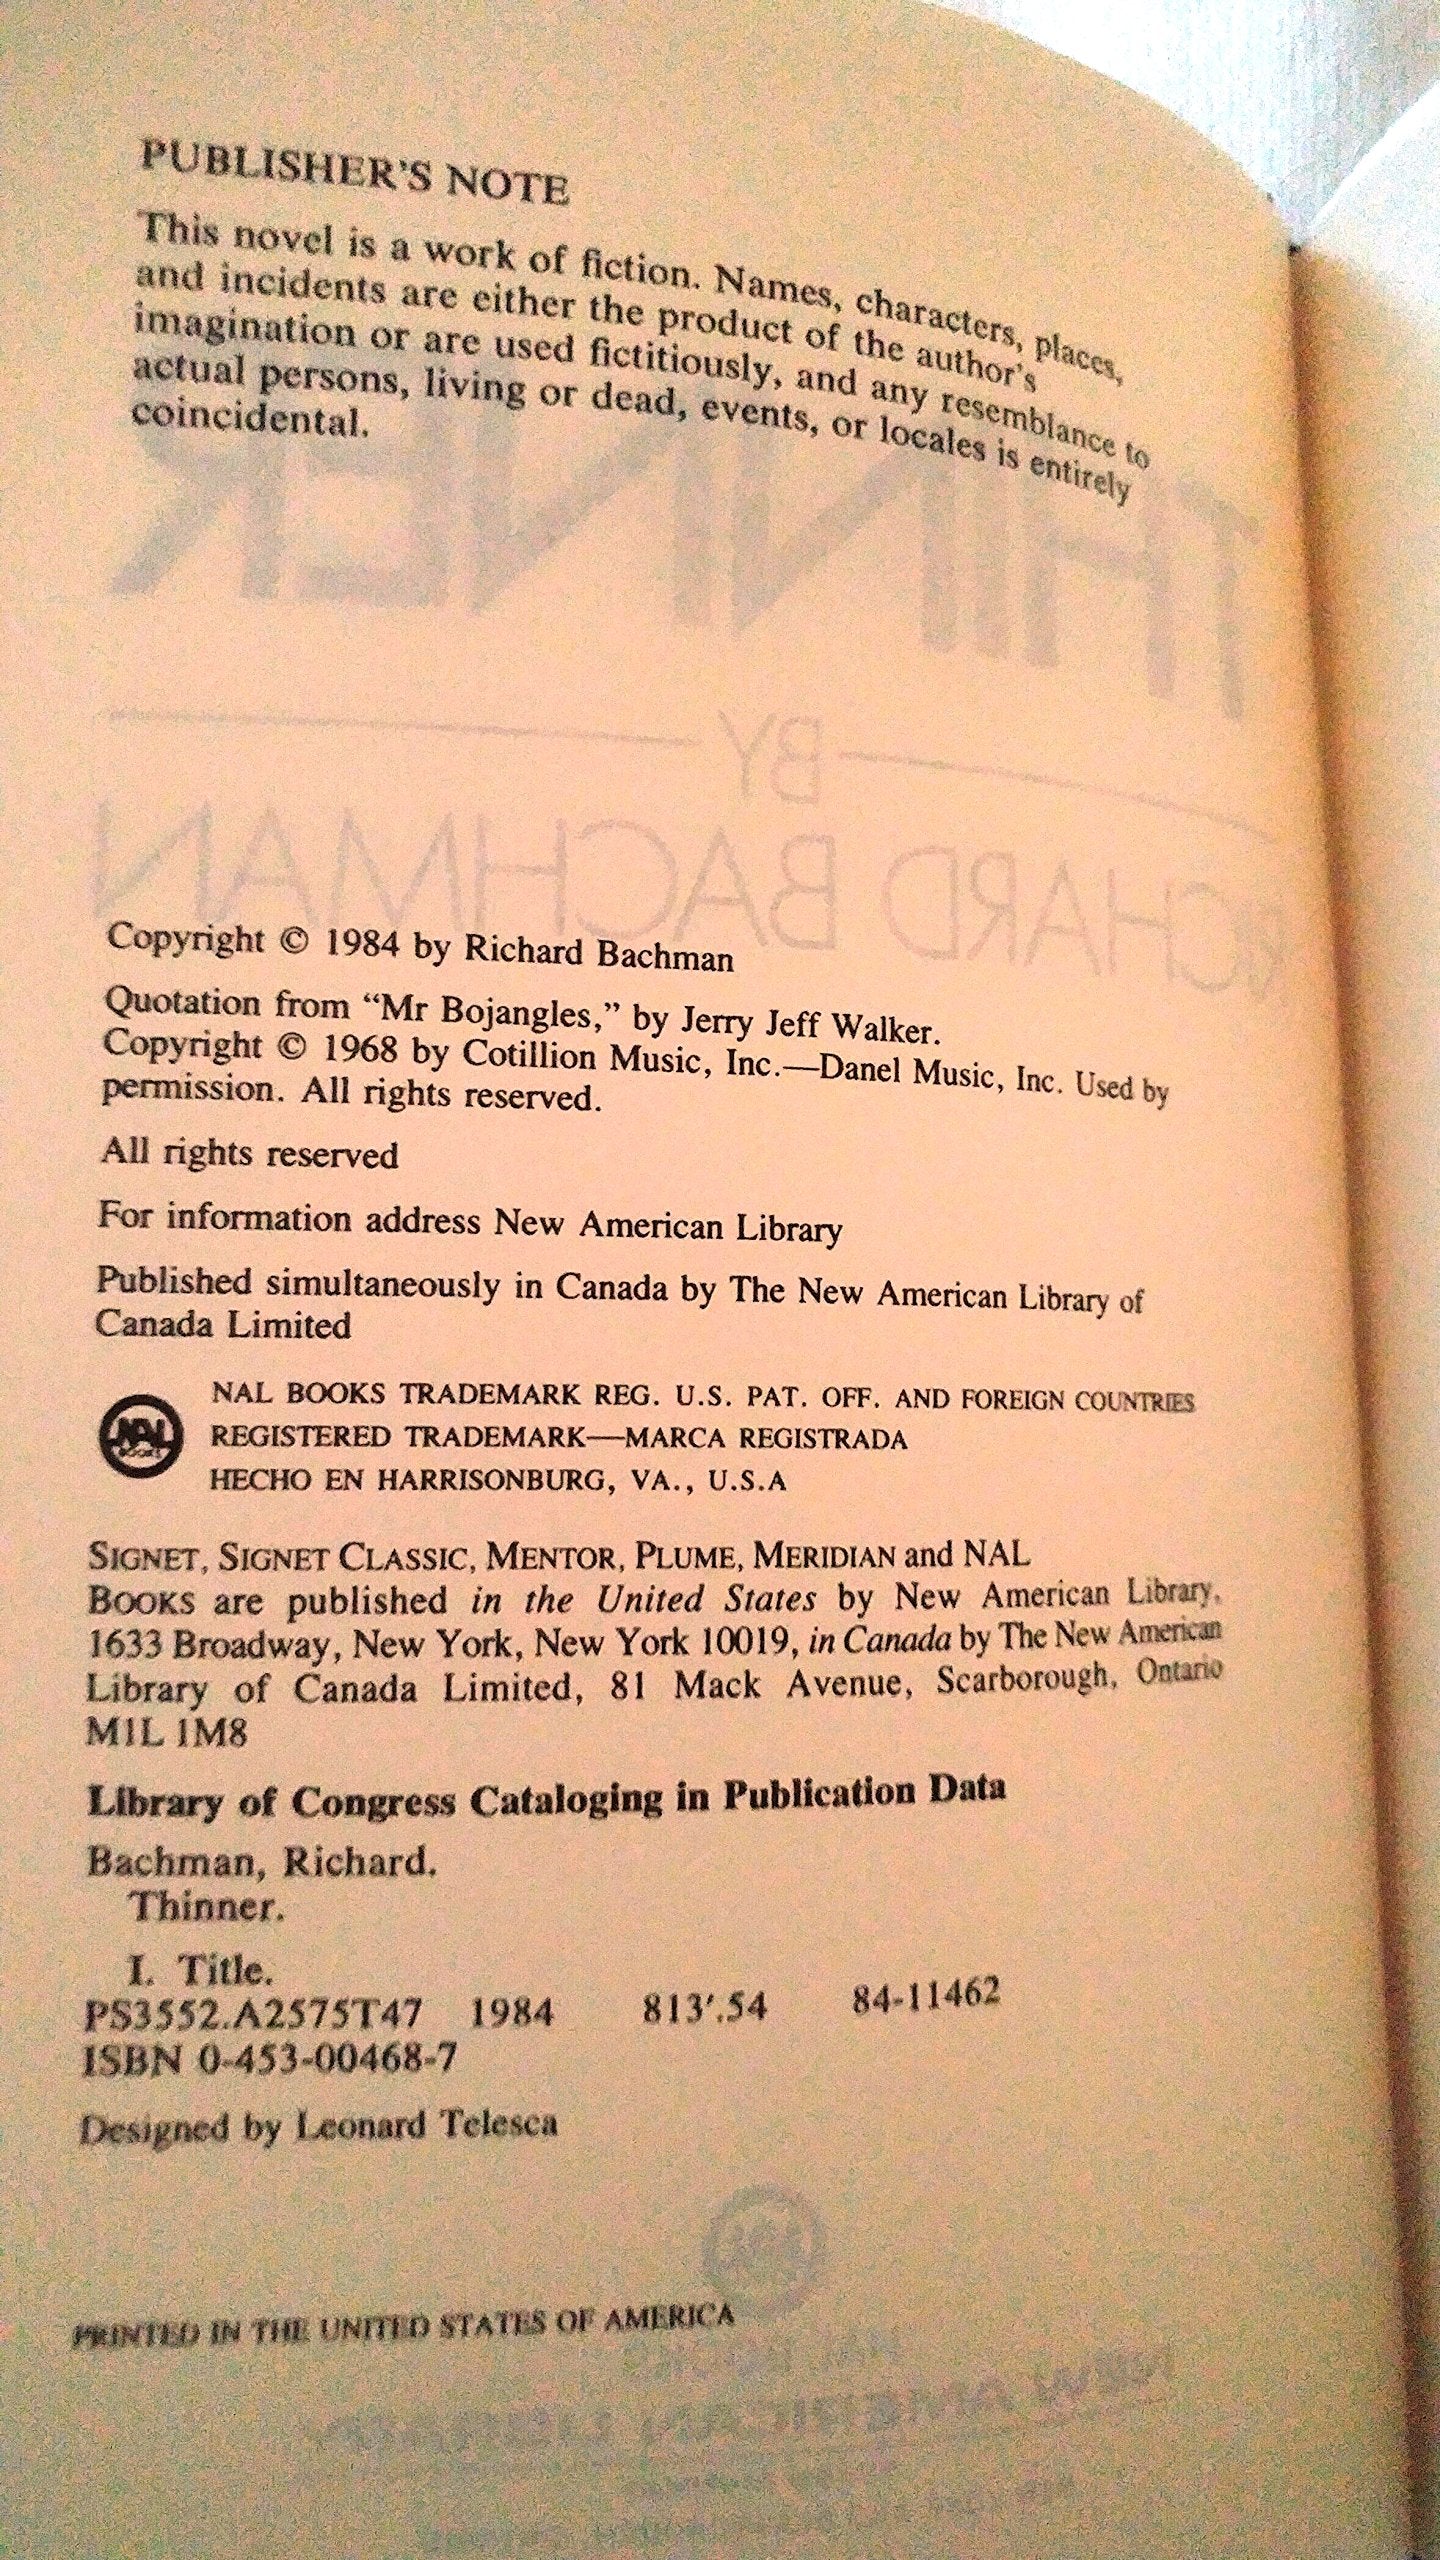 PUBLISHER'S NOTE
This novel is a work of fiction. Names, characters, places,
and incidents are either the product of the author's
imagination or are used fictitiously, and any resemblance to
actual persons, living or dead, events, or locales is entirely
coincidental.
Copyright © 1984 by Richard Bachman
Quotation from “Mr Bojangles,” by Jerry Jeff Walker.
Copyright © 1968 by Cotillion Music, Inc.—Danel Music, Inc. Used by
permission. All rights reserved.
All rights reserved
For information address New American Library
Published simultaneously in Canada by The New American Library of
Canada Limited
NAL BOOKS TRADEMARK REG. U.S. PAT. OFF. AND FOREIGN COUNTRIES
REGISTERED TRADEMARK—MARCA REGISTRADA
HECHO EN HARRISONBURG, VA., U.S.A
NAL
BOOKS
SIGNET, SIGNET CLASSIC, MENTOR, PLUME, MERIDIAN and NAL
BOOKS are published in the United States by New American Library,
1633 Broadway, New York, New York 10019, in Canada by The New American
Library of Canada Limited, 81 Mack Avenue, Scarborough, Ontario
M1L 1M8
Library of Congress Cataloging in Publication Data
Bachman, Richard.
Thinner.
I. Title.
PS3552.A2575T47 1984 813'.54 84-11462
ISBN 0-453-00468-7
Designed by Leonard Telesca
PRINTED IN THE UNITED STATES OF AMERICA